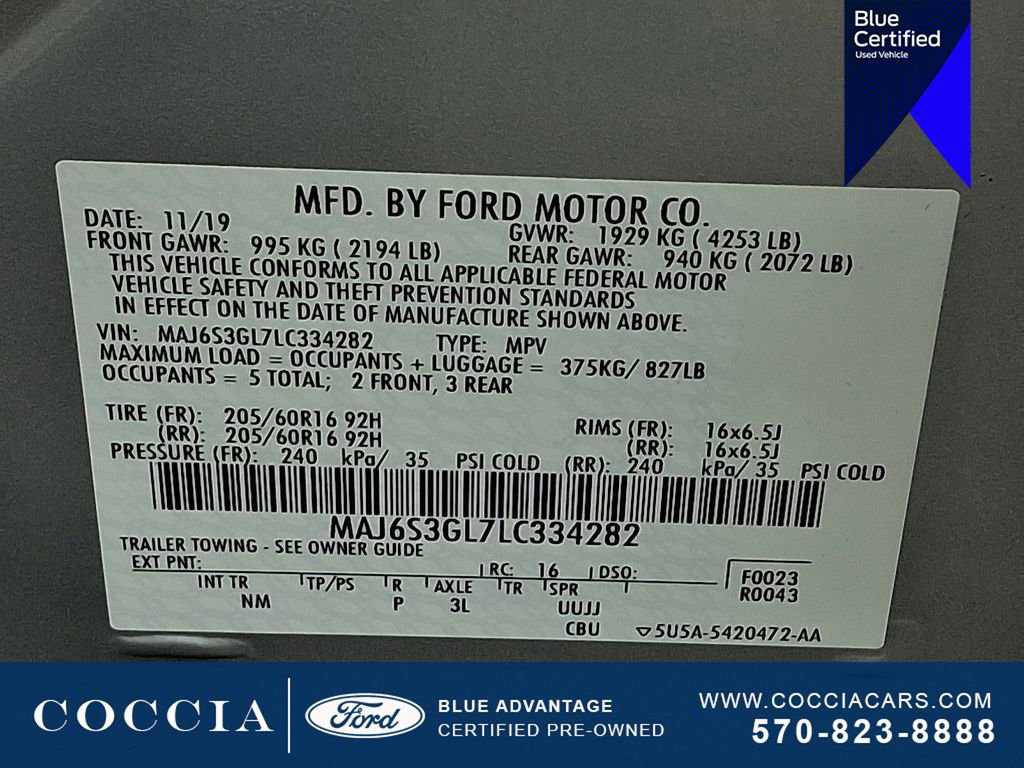 Blue
Certified
Used Vehicle
MFD. BY FORD MOTOR CO.
DATE: 11/19 GVWR: 1929 KG ( 4253 LB)
FRONT GAWR: 995 KG ( 2194 LB) REAR GAWR: 940 KG ( 2072 LB)
THIS VEHICLE CONFORMS TO ALL APPLICABLE FEDERAL MOTOR
VEHICLE SAFETY AND THEFT PREVENTION STANDARDS
IN EFFECT ON THE DATE OF MANUFACTURE SHOWN ABOVE.
VIN: MAJ6S3GL7LC334282 TYPE: MPV
MAXIMUM LOAD = OCCUPANTS + LUGGAGE = 375KG/ 827LB
OCCUPANTS = 5 TOTAL; 2 FRONT, 3 REAR
TIRE (FR): 205/60R16 92H RIMS (FR): 16x6.5J
(RR): 205/60R16 92H (RR): 16x6.5J
PRESSURE (FR): 240 kPa/ 35 PSI COLD (RR): 240 kPa/ 35 PSI COLD
MAJ6S3GL7LC334282
TRAILER TOWING - SEE OWNER GUIDE
EXT PNT: RC: 16 DSO: F0023
INT TR TP/PS R AXLE TR SPR R0043
NM P 3L UUJJ
CBU 5U5A-5420472-AA
COCCIA Ford BLUE ADVANTAGE
CERTIFIED PRE-OWNED
WWW.COCCIACARS.COM
570-823-8888